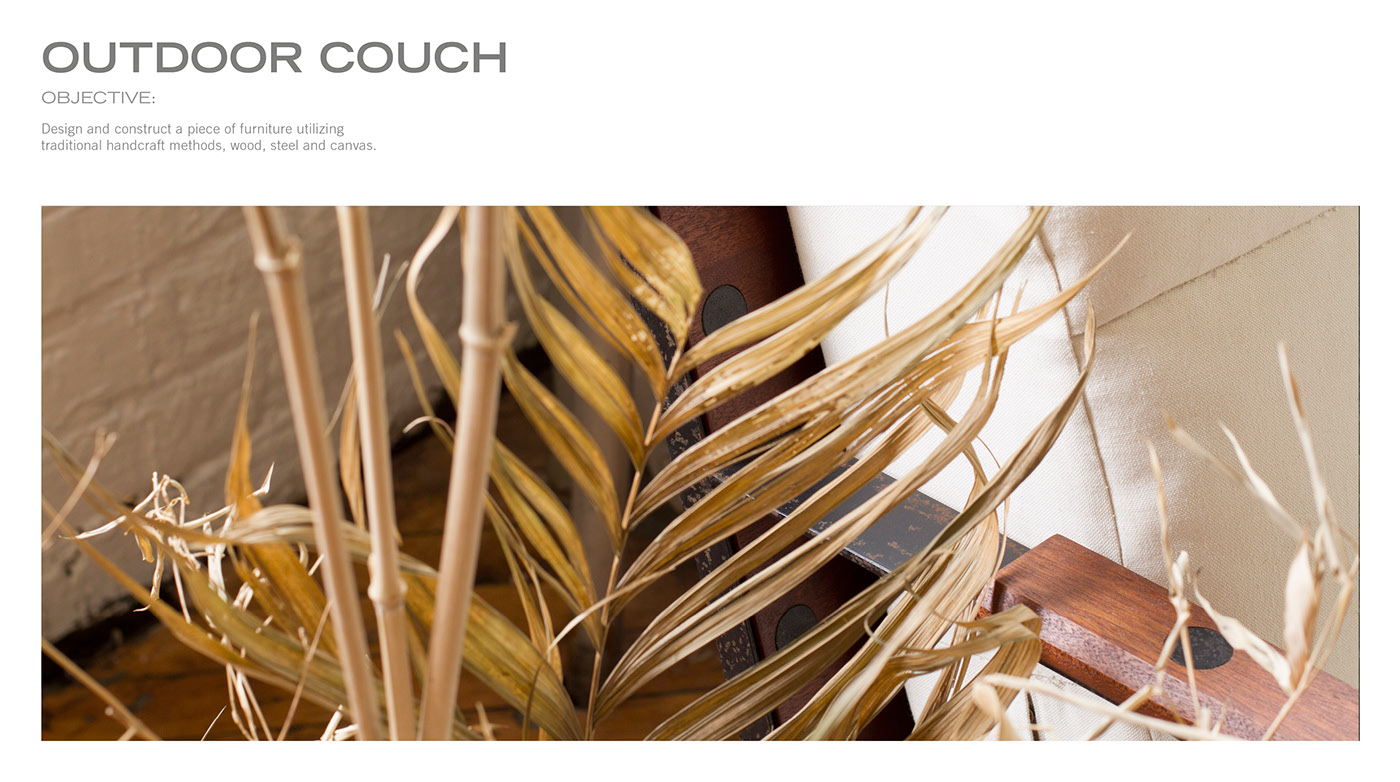 OUTDOOR COUCH
OBJECTIVE:
Design and construct a piece of furniture utilizing
traditional handcraft methods, wood, steel and canvas.